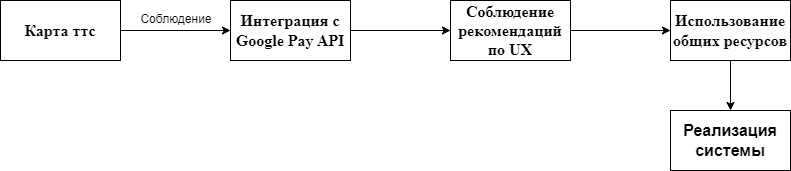 Карта ттс
Соблюдение
Интеграция с
Google Pay API
Соблюдение
рекомендаций
по UX
Использование
общих ресурсов
Реализация
системы